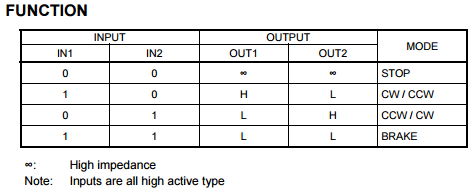 FUNCTION
INPUT OUTPUT MODE
IN1 IN2 OUT1 OUT2
0 0 ∞ ∞ STOP
1 0 H L CW / CCW
0 1 L H CCW / CW
1 1 L L BRAKE
∞: High impedance
Note: Inputs are all high active type